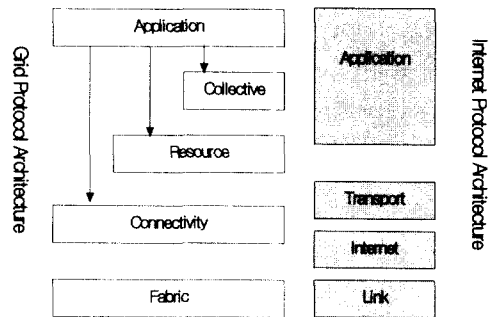 Grid Protocol Architecture
Application
Collective
Resource
Connectivity
Fabric
Application
Transport
Internet
Link
Internet Protocol Architecture